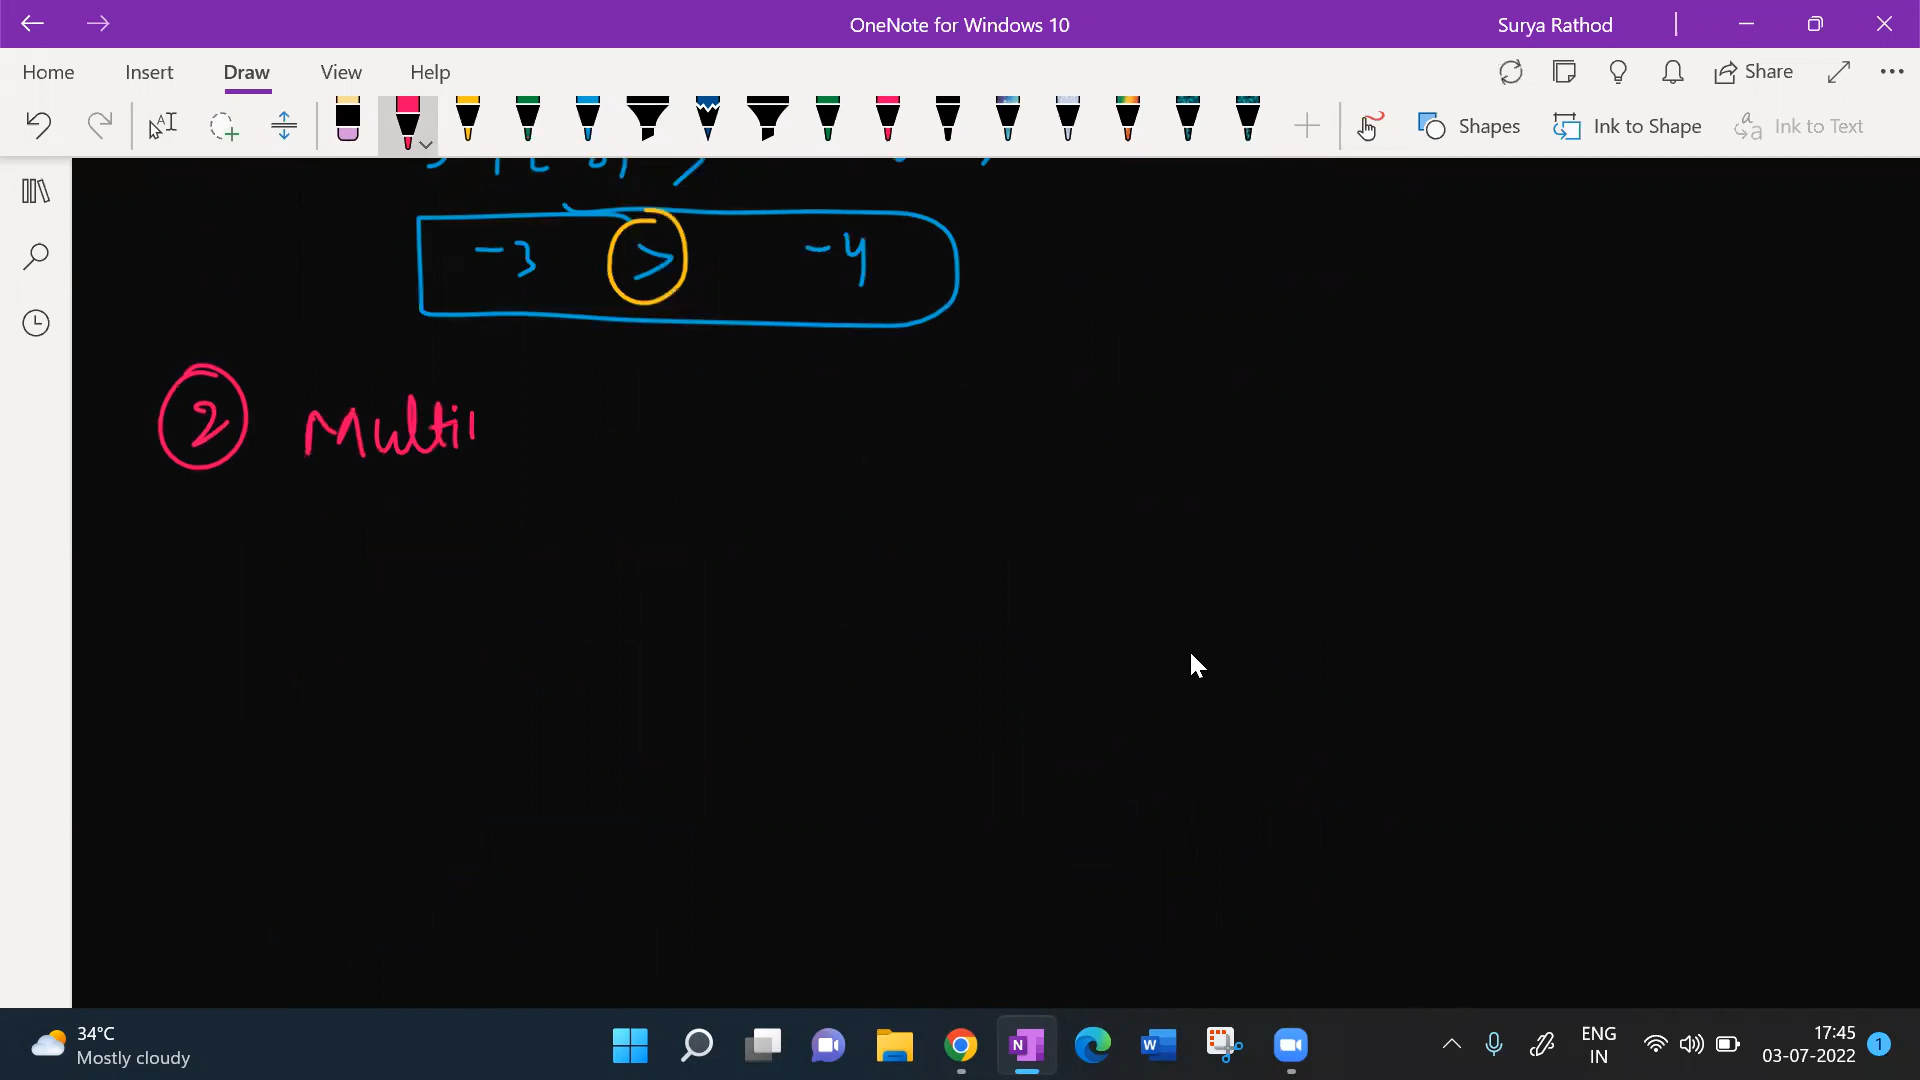 OneNote for Windows 10
Surya Rathod
Home Insert Draw View Help
Share
Shapes Ink to Shape Ink to Text
-3 > -4
2 Multi
34°C
Mostly cloudy
ENG
IN
17:45
03-07-2022
1